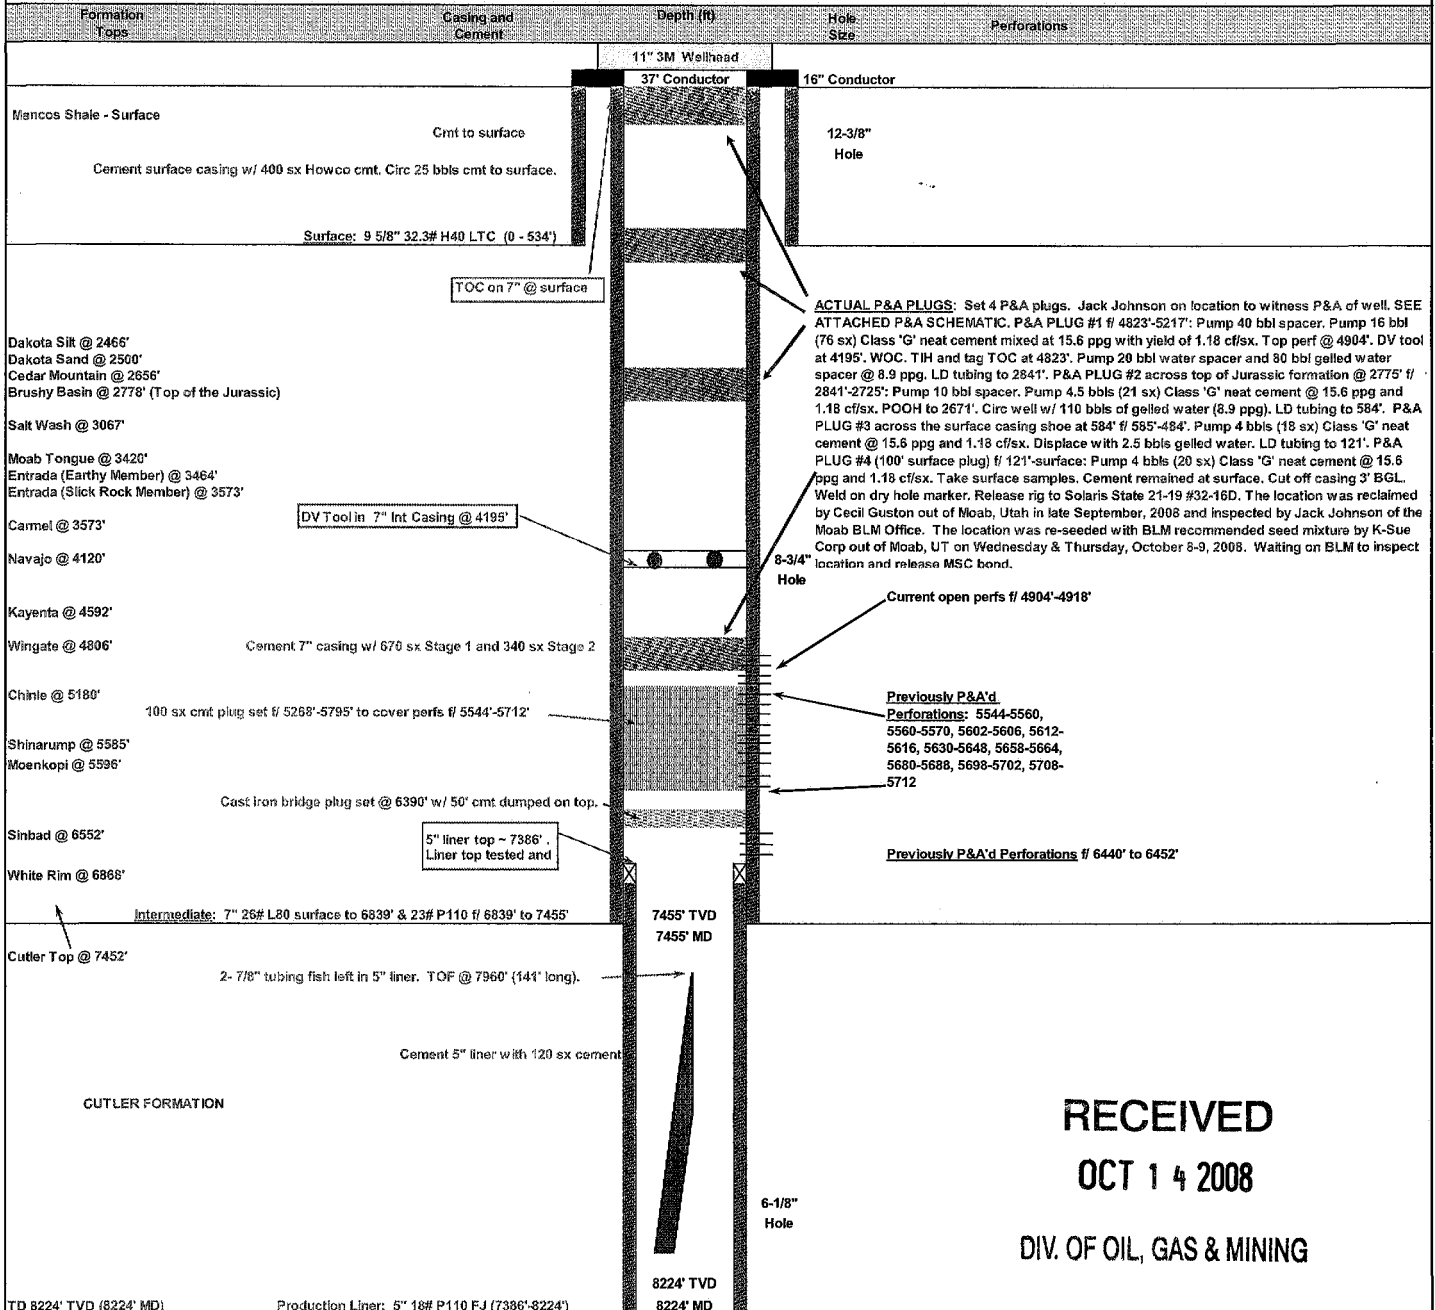 Formation Tops
Casing and Cement
Depth (ft)
Hole Size
Perforations
11" 3M Wellhead
37' Conductor
16" Conductor
Mancos Shale - Surface
Cmt to surface
12-3/8"
Hole
Cement surface casing w/ 400 sx Howco cmt. Circ 25 bbls cmt to surface.
Surface: 9 5/8" 32.3# H40 LTC (0 - 534')
TOC on 7" @ surface
ACTUAL P&A PLUGS: Set 4 P&A plugs. Jack Johnson on location to witness P&A of well. SEE
ATTACHED P&A SCHEMATIC. P&A PLUG #1 f/ 4823'-5217': Pump 40 bbl spacer. Pump 16 bbl
(76 sx) Class 'G' neat cement mixed at 15.6 ppg with yield of 1.18 cf/sx. Top perf @ 4904'. DV tool
at 4195'. WOC. TIH and tag TOC at 4823'. Pump 20 bbl water spacer and 80 bbl gelled water
spacer @ 8.9 ppg. LD tubing to 2841'. P&A PLUG #2 across top of Jurassic formation @ 2775' f/
2841'-2725': Pump 10 bbl spacer. Pump 4.5 bbls (21 sx) Class 'G' neat cement @ 15.6 ppg and
1.18 cf/sx. POOH to 2671'. Circ well w/ 110 bbls of gelled water (8.9 ppg). LD tubing to 584'. P&A
PLUG #3 across the surface casing shoe at 584' f/ 585'-484'. Pump 4 bbls (18 sx) Class 'G' neat
cement @ 15.6 ppg and 1.18 cf/sx. Displace with 2.5 bbls gelled water. LD tubing to 121'. P&A
PLUG #4 (100' surface plug) f/ 121'-surface: Pump 4 bbls (20 sx) Class 'G' neat cement @ 15.6
ppg and 1.18 cf/sx. Take surface samples. Cement remained at surface. Cut off casing 3' BGL.
Weld on dry hole marker. Release rig to Solaris State 21-19 #32-16D. The location was reclaimed
by Cecil Guston out of Moab, Utah in late September, 2008 and inspected by Jack Johnson of the
Moab BLM Office. The location was re-seeded with BLM recommended seed mixture by K-Sue
Corp out of Moab, UT on Wednesday & Thursday, October 8-9, 2008. Waiting on BLM to inspect
location and release MSC bond.
Dakota Silt @ 2466'
Dakota Sand @ 2500'
Cedar Mountain @ 2656'
Brushy Basin @ 2778' (Top of the Jurassic)
Salt Wash @ 3067'
Moab Tongue @ 3420'
Entrada (Earthy Member) @ 3464'
Entrada (Slick Rock Member) @ 3573'
DV Tool in 7" Int Casing @ 4195'
Carmel @ 3573'
Navajo @ 4120'
8-3/4"
Hole
Current open perfs f/ 4904'-4918'
Kayenta @ 4592'
Wingate @ 4806'
Cement 7" casing w/ 670 sx Stage 1 and 340 sx Stage 2
Chinle @ 5180'
100 sx cmt plug set f/ 5268'-5795' to cover perfs f/ 5544'-5712'
Previously P&A'd
Perforations: 5544-5560,
5560-5570, 5602-5606, 5612-
5616, 5630-5648, 5658-5664,
5680-5688, 5698-5702, 5708-
5712
Shinarump @ 5585'
Moenkopi @ 5596'
Cast iron bridge plug set @ 6390' w/ 50' cmt dumped on top.
Sinbad @ 6552'
5" liner top ~ 7386' .
Liner top tested and
Previously P&A'd Perforations f/ 6440' to 6452'
White Rim @ 6868'
Intermediate: 7" 26# L80 surface to 6839' & 23# P110 f/ 6839' to 7455'
7455' TVD
7455' MD
Cutler Top @ 7452'
2- 7/8" tubing fish left in 5" liner. TOF @ 7960' (141' long).
Cement 5" liner with 120 sx cement
CUTLER FORMATION
RECEIVED
OCT 14 2008
DIV. OF OIL, GAS & MINING
6-1/8"
Hole
8224' TVD
8224' MD
TD 8224' TVD (8224' MD)
Production Liner: 5" 18# P110 FJ (7386'-8224')